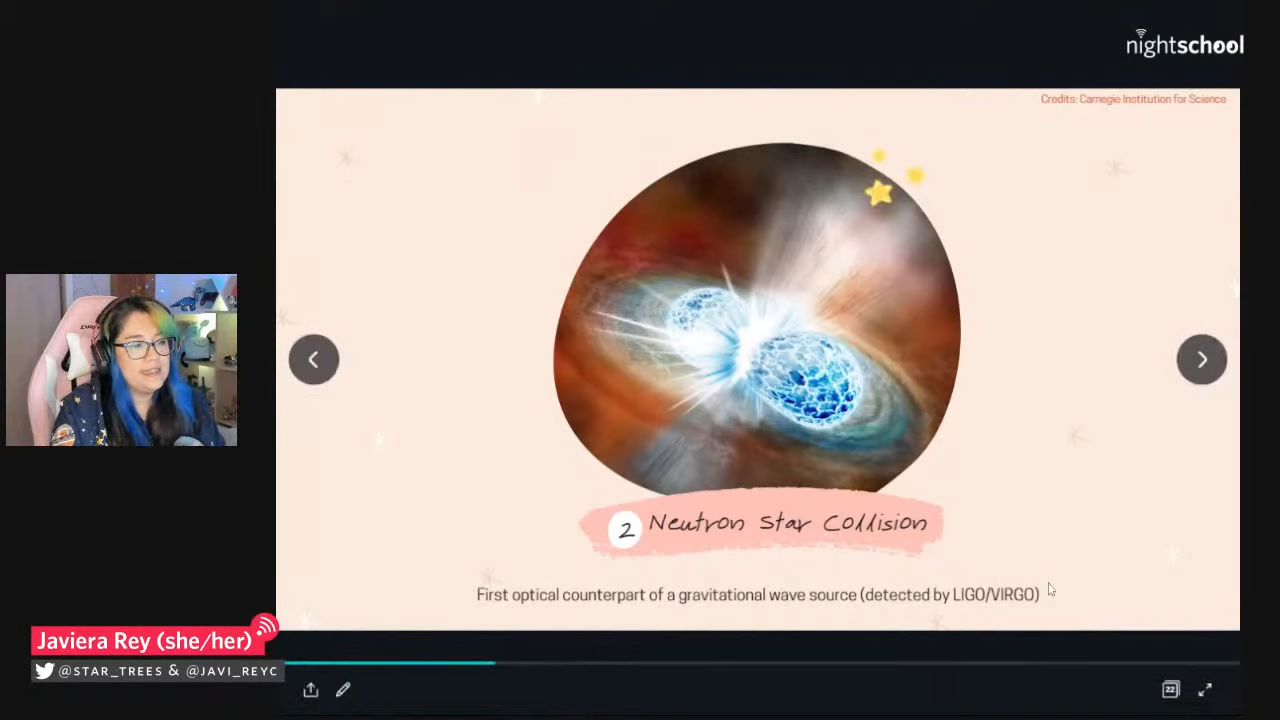 nightschool
Credits: Carnegie Institution for Science
2 Neutron Star Collision
First optical counterpart of a gravitational wave source (detected by LIGO/VIRGO)
Javiera Rey (she/her)
@STAR_TREES & @JAVI_REYC
22